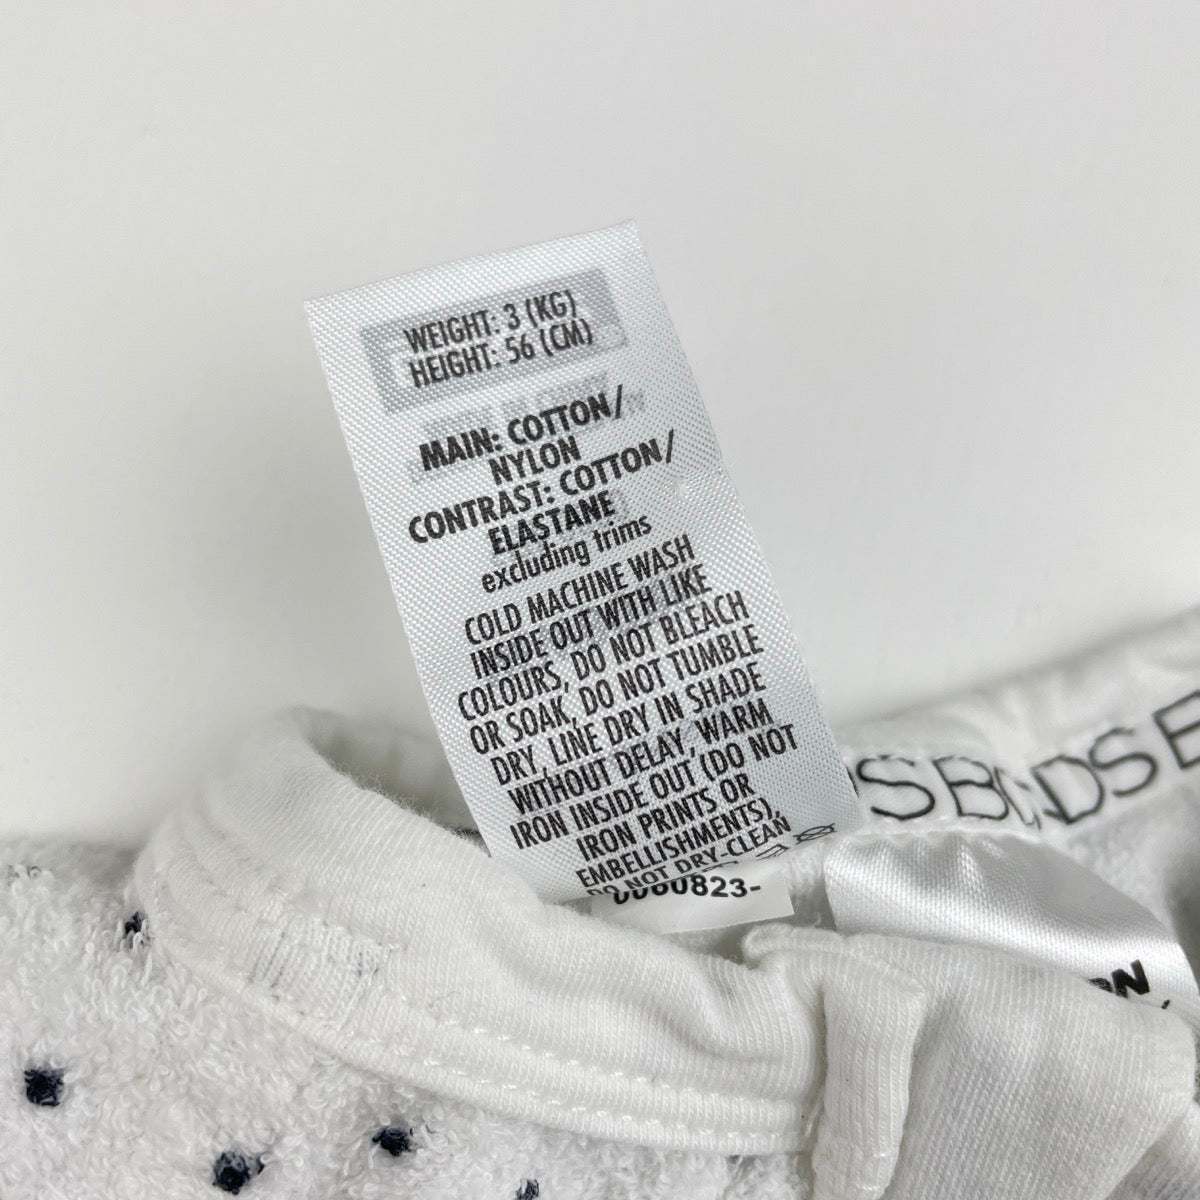 WEIGHT: 3 (KG)
HEIGHT: 56 (CM)
MAIN: COTTON/
NYLON
CONTRAST: COTTON/
ELASTANE
excluding trims
COLD MACHINE WASH
INSIDE OUT WITH LIKE
COLOURS, DO NOT BLEACH
OR SOAK, DO NOT TUMBLE
DRY, LINE DRY IN SHADE
WITHOUT DELAY, WARM
IRON INSIDE OUT (DO NOT
IRON PRINTS OR
EMBELLISHMENTS),
DO NOT DRY-CLEAN
0060823-
DS BONDS B